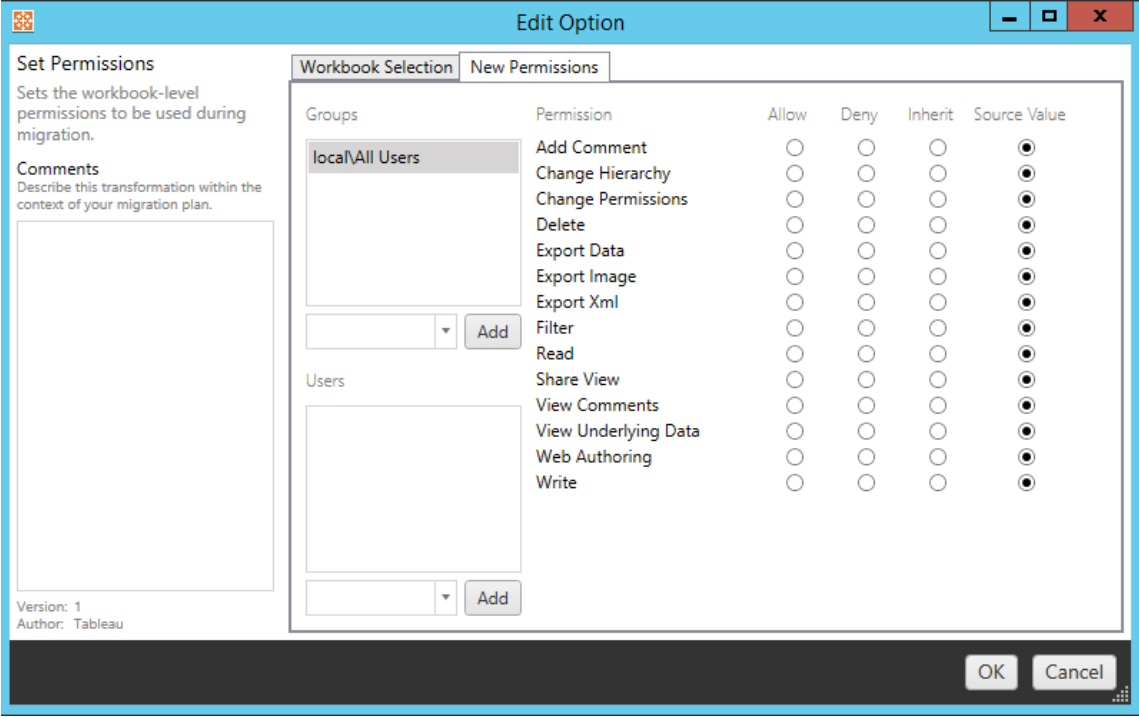 Edit Option
Set Permissions
Sets the workbook-level
permissions to be used during
migration.
Comments
Describe this transformation within the
context of your migration plan.
Version: 1
Author: Tableau
Workbook Selection
New Permissions
Groups
local\All Users
Add
Users
Add
Permission Allow Deny Inherit Source Value
Add Comment
Change Hierarchy
Change Permissions
Delete
Export Data
Export Image
Export Xml
Filter
Read
Share View
View Comments
View Underlying Data
Web Authoring
Write
OK
Cancel